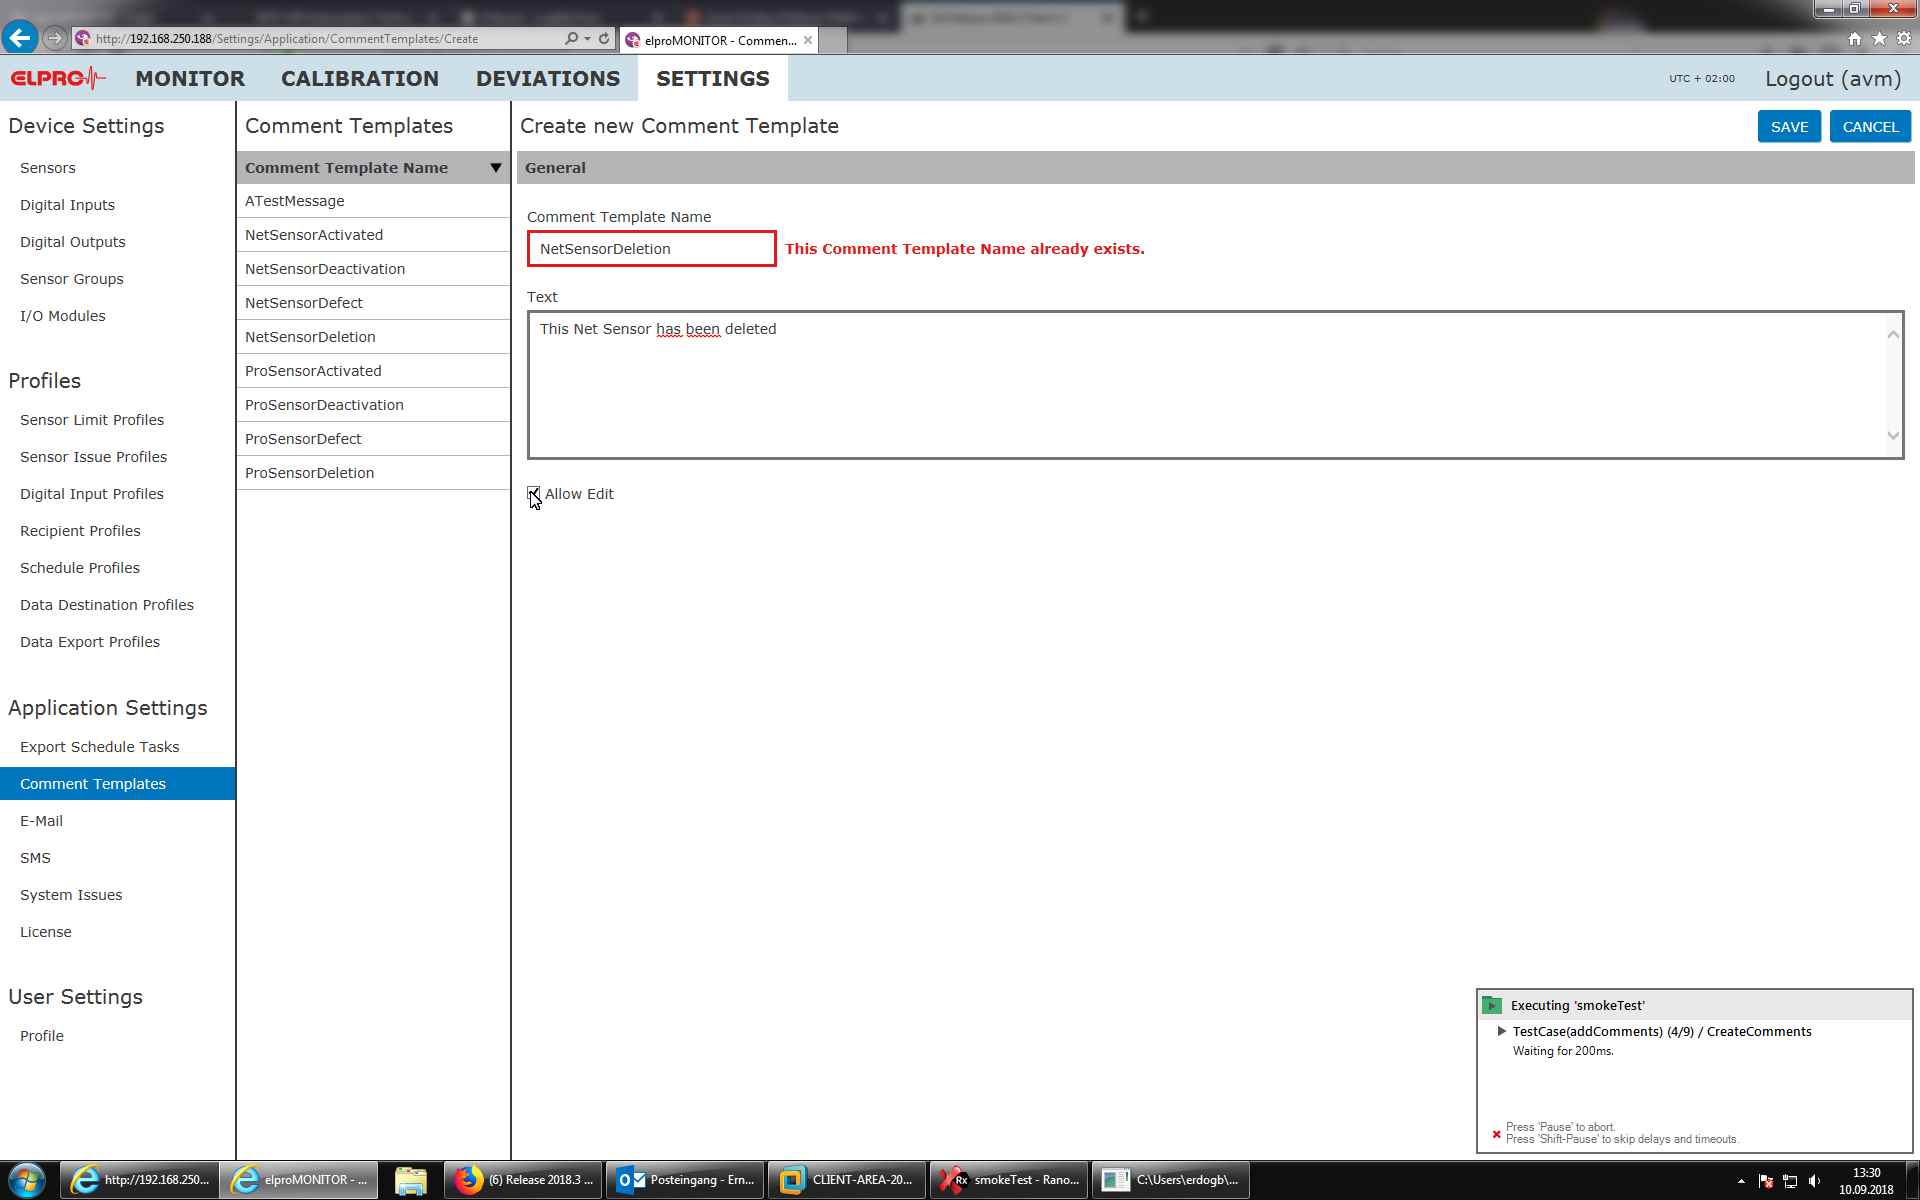 http://192.168.250.188/Settings/Application/CommentTemplates/Create
elproMONITOR - Commen...
ELPRO
MONITOR
CALIBRATION
DEVIATIONS
SETTINGS
UTC + 02:00
Logout (avm)
Device Settings
Sensors
Digital Inputs
Digital Outputs
Sensor Groups
I/O Modules
Profiles
Sensor Limit Profiles
Sensor Issue Profiles
Digital Input Profiles
Recipient Profiles
Schedule Profiles
Data Destination Profiles
Data Export Profiles
Application Settings
Export Schedule Tasks
Comment Templates
E-Mail
SMS
System Issues
License
User Settings
Profile
Comment Templates
Comment Template Name
ATestMessage
NetSensorActivated
NetSensorDeactivation
NetSensorDefect
NetSensorDeletion
ProSensorActivated
ProSensorDeactivation
ProSensorDefect
ProSensorDeletion
Create new Comment Template
SAVE
CANCEL
General
Comment Template Name
NetSensorDeletion
This Comment Template Name already exists.
Text
This Net Sensor has been deleted
Allow Edit
Executing 'smokeTest'
TestCase(addComments) (4/9) / CreateComments
Waiting for 200ms.
Press 'Pause' to abort.
Press 'Shift-Pause' to skip delays and timeouts.
http://192.168.250...
elproMONITOR - ...
(6) Release 2018.3 ...
Posteingang - Ern...
CLIENT-AREA-20...
smokeTest - Rano...
C:\Users\erdogb\...
13:30
10.09.2018